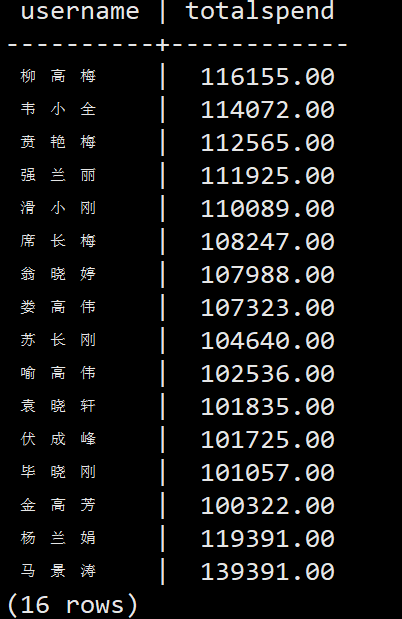 username | totalspend
----------+------------
柳高梅 | 116155.00
韦小全 | 114072.00
贲艳梅 | 112565.00
强兰丽 | 111925.00
滑小刚 | 110089.00
席长梅 | 108247.00
翁晓婷 | 107988.00
娄高伟 | 107323.00
苏长刚 | 104640.00
喻高伟 | 102536.00
袁晓轩 | 101835.00
伏成峰 | 101725.00
毕晓刚 | 101057.00
金高芳 | 100322.00
杨兰娟 | 119391.00
马景涛 | 139391.00
(16 rows)